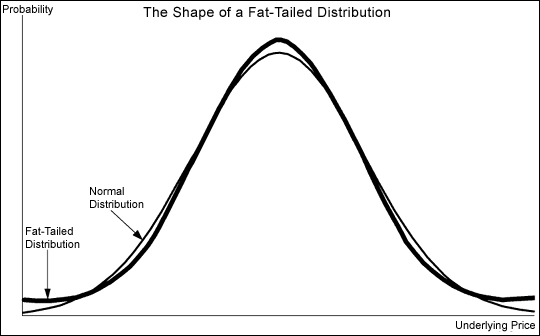 The Shape of a Fat-Tailed Distribution
Probability
Normal
Distribution
Fat-Tailed
Distribution
Underlying Price